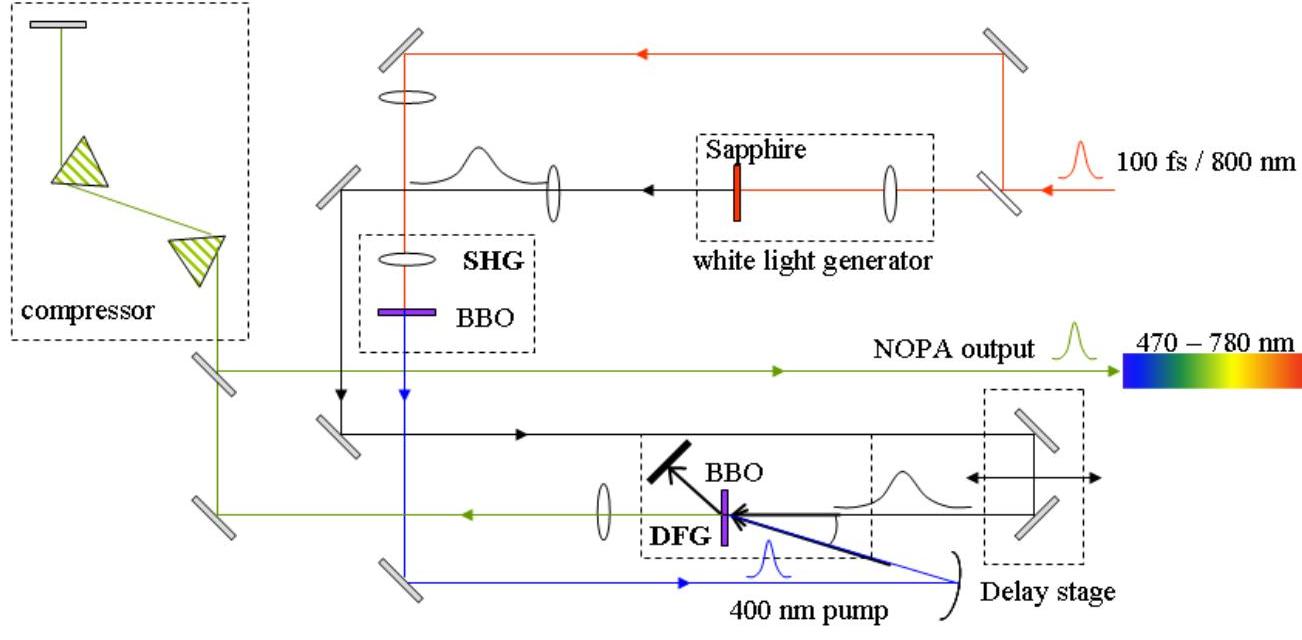 Sapphire
100 fs / 800 nm
white light generator
SHG
BBO
compressor
NOPA output
470 – 780 nm
BBO
DFG
400 nm pump
Delay stage